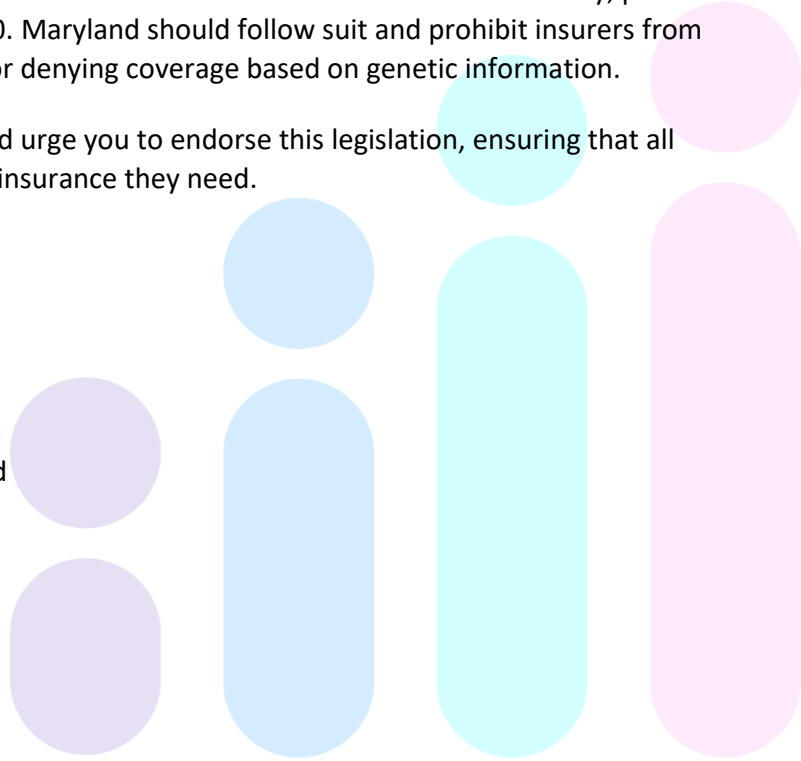 0. Maryland should follow suit and prohibit insurers from
or denying coverage based on genetic information.
d urge you to endorse this legislation, ensuring that all
insurance they need.
d